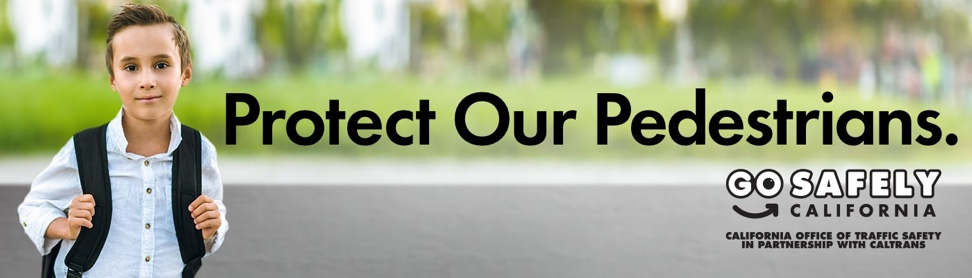 Protect Our Pedestrians.
GO SAFELY
CALIFORNIA
CALIFORNIA OFFICE OF TRAFFIC SAFETY
IN PARTNERSHIP WITH CALTRANS